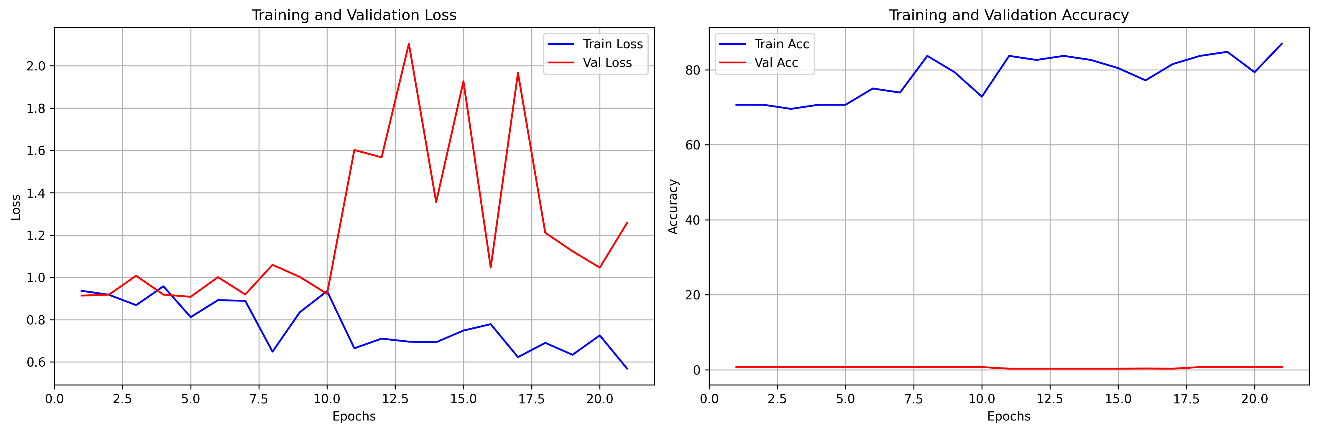 Training and Validation Loss
Train Loss
Val Loss
2.0
1.8
1.6
1.4
1.2
1.0
0.8
0.6
Loss
0.0 2.5 5.0 7.5 10.0 12.5 15.0 17.5 20.0
Epochs
Training and Validation Accuracy
Train Acc
Val Acc
80
60
40
20
0
Accuracy
0.0 2.5 5.0 7.5 10.0 12.5 15.0 17.5 20.0
Epochs